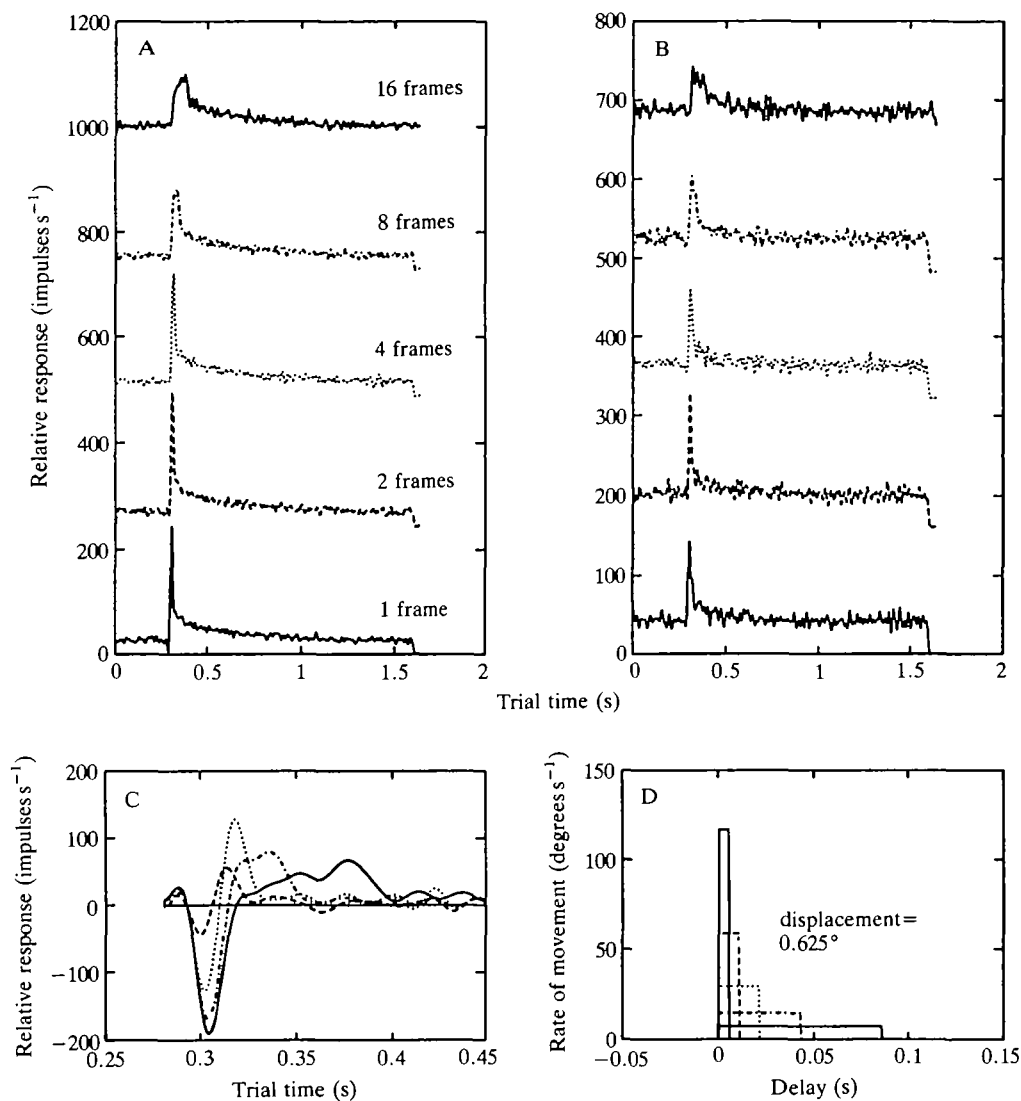 A
B
1200
1000
800
600
400
200
0
16 frames
8 frames
4 frames
2 frames
1 frame
0 0.5 1 1.5 2
Relative response (impulses s⁻¹)
800
700
600
500
400
300
200
100
0
0 0.5 1 1.5 2
Trial time (s)
C
200
100
0
−100
−200
0.25 0.3 0.35 0.4 0.45
Relative response (impulses s⁻¹)
Trial time (s)
D
150
100
50
0
displacement=
0.625°
−0.05 0 0.05 0.1 0.15
Rate of movement (degrees s⁻¹)
Delay (s)